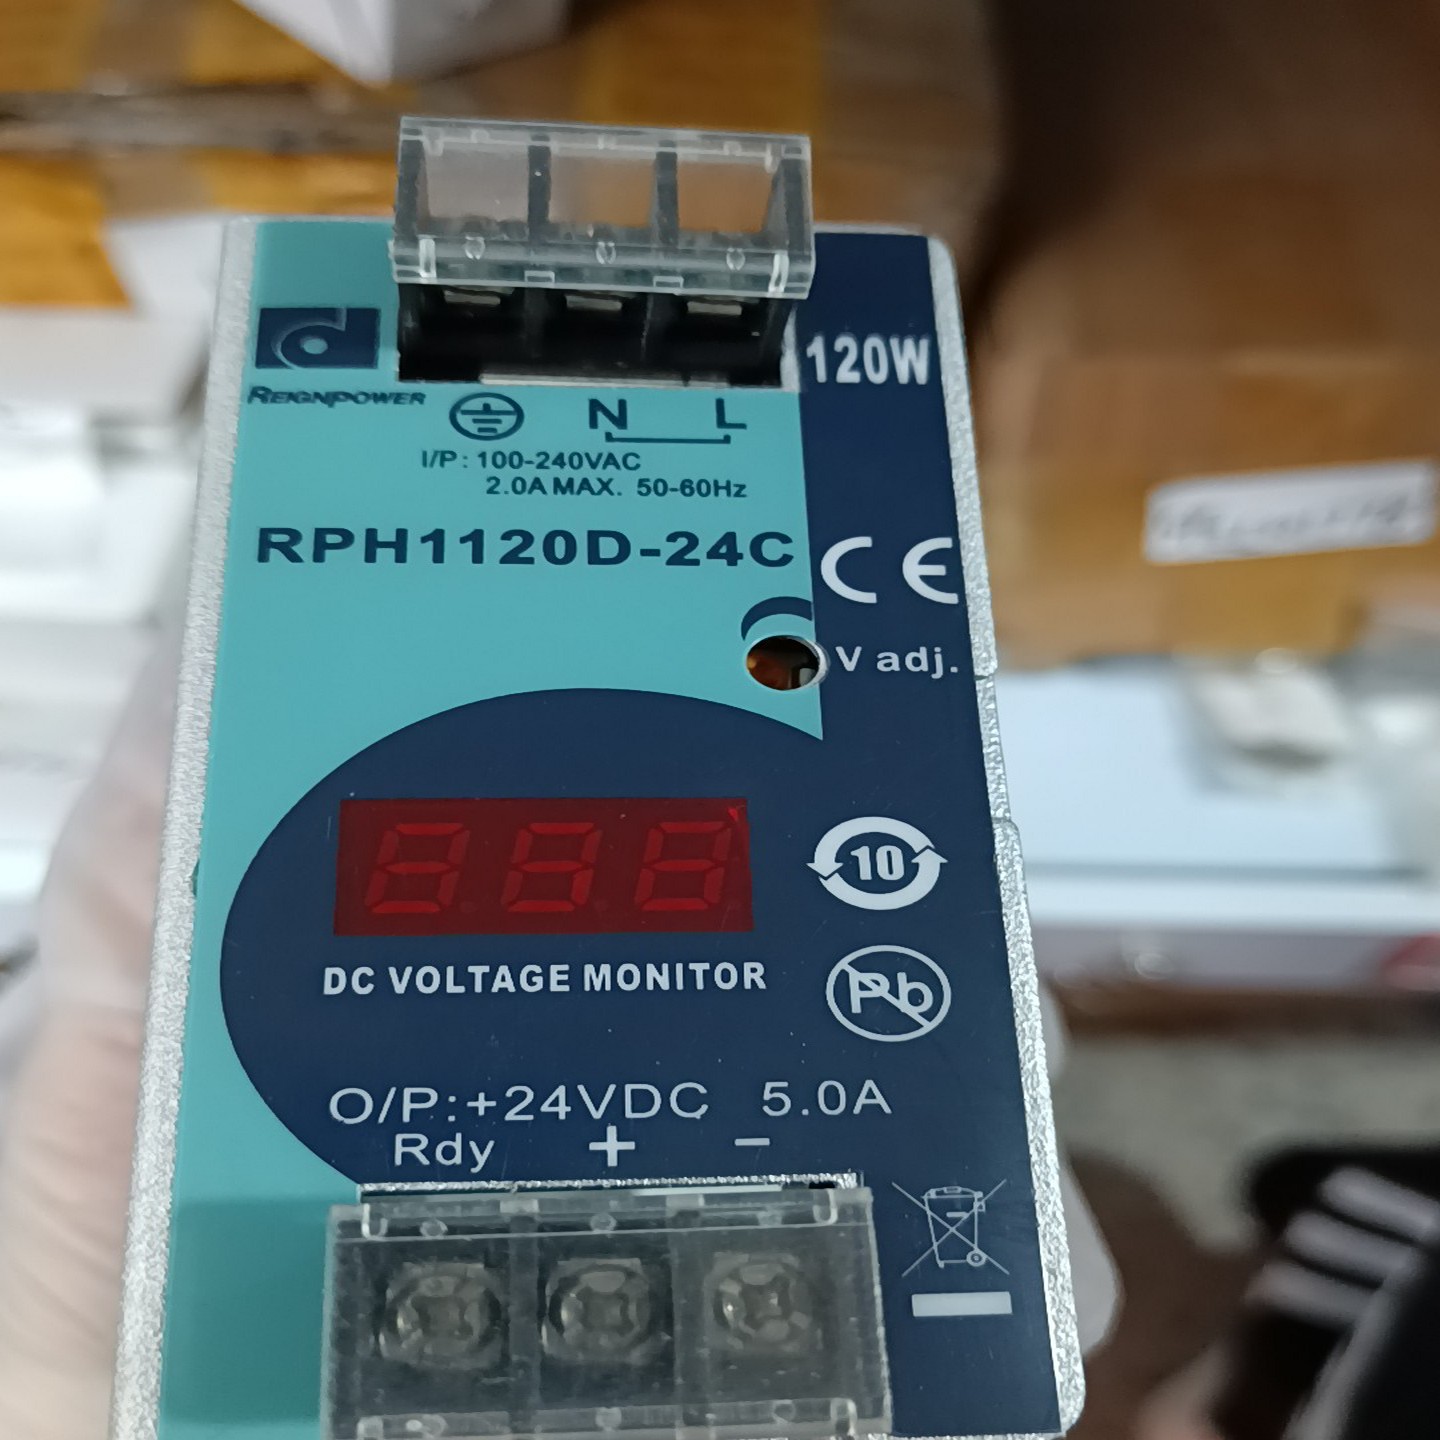 120W
REIGNPOWER
N L
I/P: 100-240VAC
2.0A MAX. 50-60Hz
RPH1120D-24C
CE
V adj.
10
DC VOLTAGE MONITOR
Pb
O/P:+24VDC 5.0A
Rdy + −